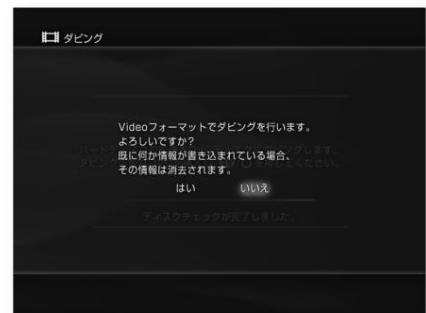 ダビング
Videoフォーマットでダビングを行います。
よろしいですか?
既に何か情報が書き込まれている場合、
その情報は消去されます。
はい いいえ
ディスクチェックが完了しました。